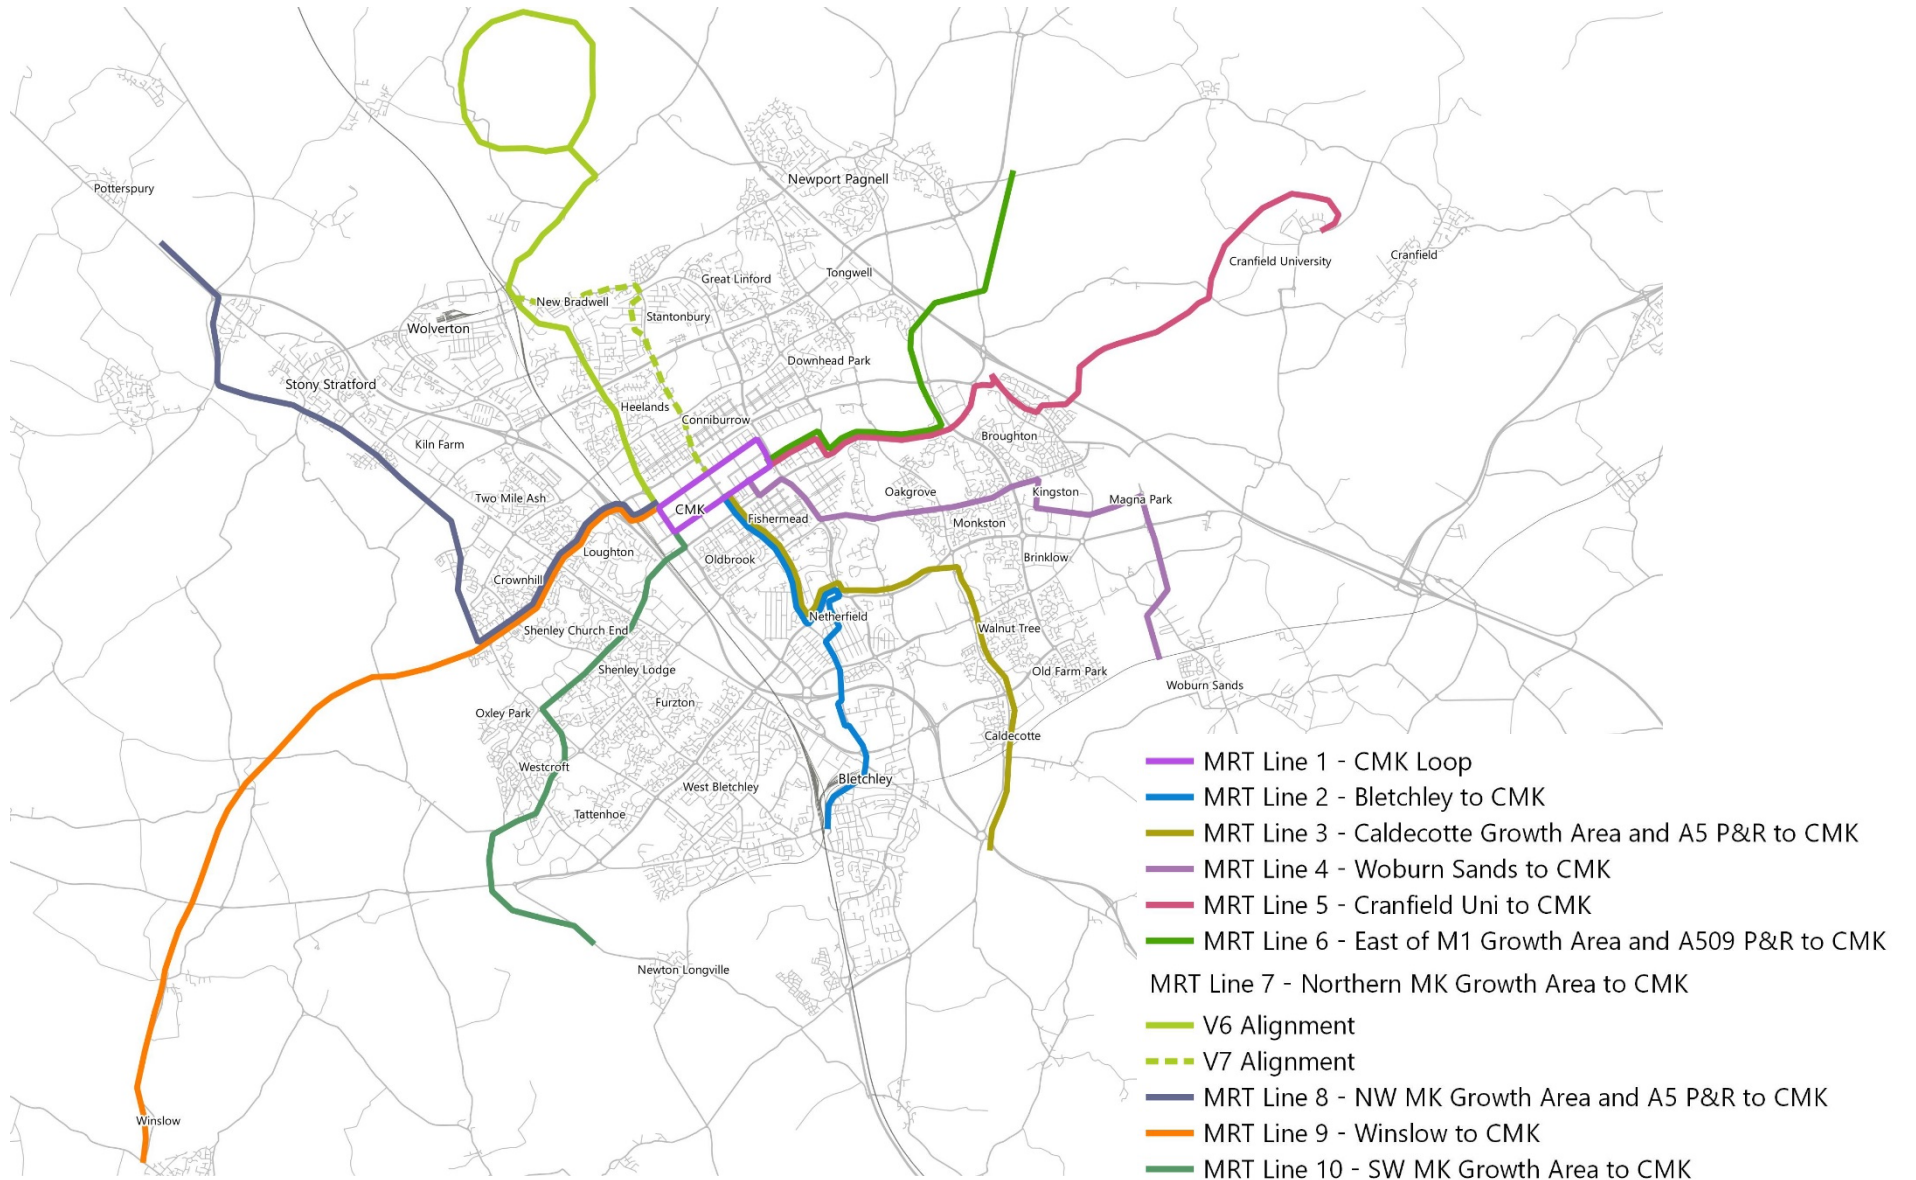 Potterspury
Newport Pagnell
Cranfield University
Cranfield
Great Linford
Tongwell
New Bradwell
Stantonbury
Wolverton
Downhead Park
Stony Stratford
Heelands
Conniburrow
Kiln Farm
Broughton
Two Mile Ash
Oakgrove
Kingston
Magna Park
CMK
Fishermead
Monkston
Loughton
Oldbrook
Brinklow
Crownhill
Netherfield
Shenley Church End
Walnut Tree
Shenley Lodge
Old Farm Park
Woburn Sands
Furzton
Oxley Park
Caldecotte
Westcroft
Bletchley
West Bletchley
Tattenhoe
Newton Longville
Winslow
MRT Line 1 - CMK Loop
MRT Line 2 - Bletchley to CMK
MRT Line 3 - Caldecotte Growth Area and A5 P&R to CMK
MRT Line 4 - Woburn Sands to CMK
MRT Line 5 - Cranfield Uni to CMK
MRT Line 6 - East of M1 Growth Area and A509 P&R to CMK
MRT Line 7 - Northern MK Growth Area to CMK
V6 Alignment
V7 Alignment
MRT Line 8 - NW MK Growth Area and A5 P&R to CMK
MRT Line 9 - Winslow to CMK
MRT Line 10 - SW MK Growth Area to CMK